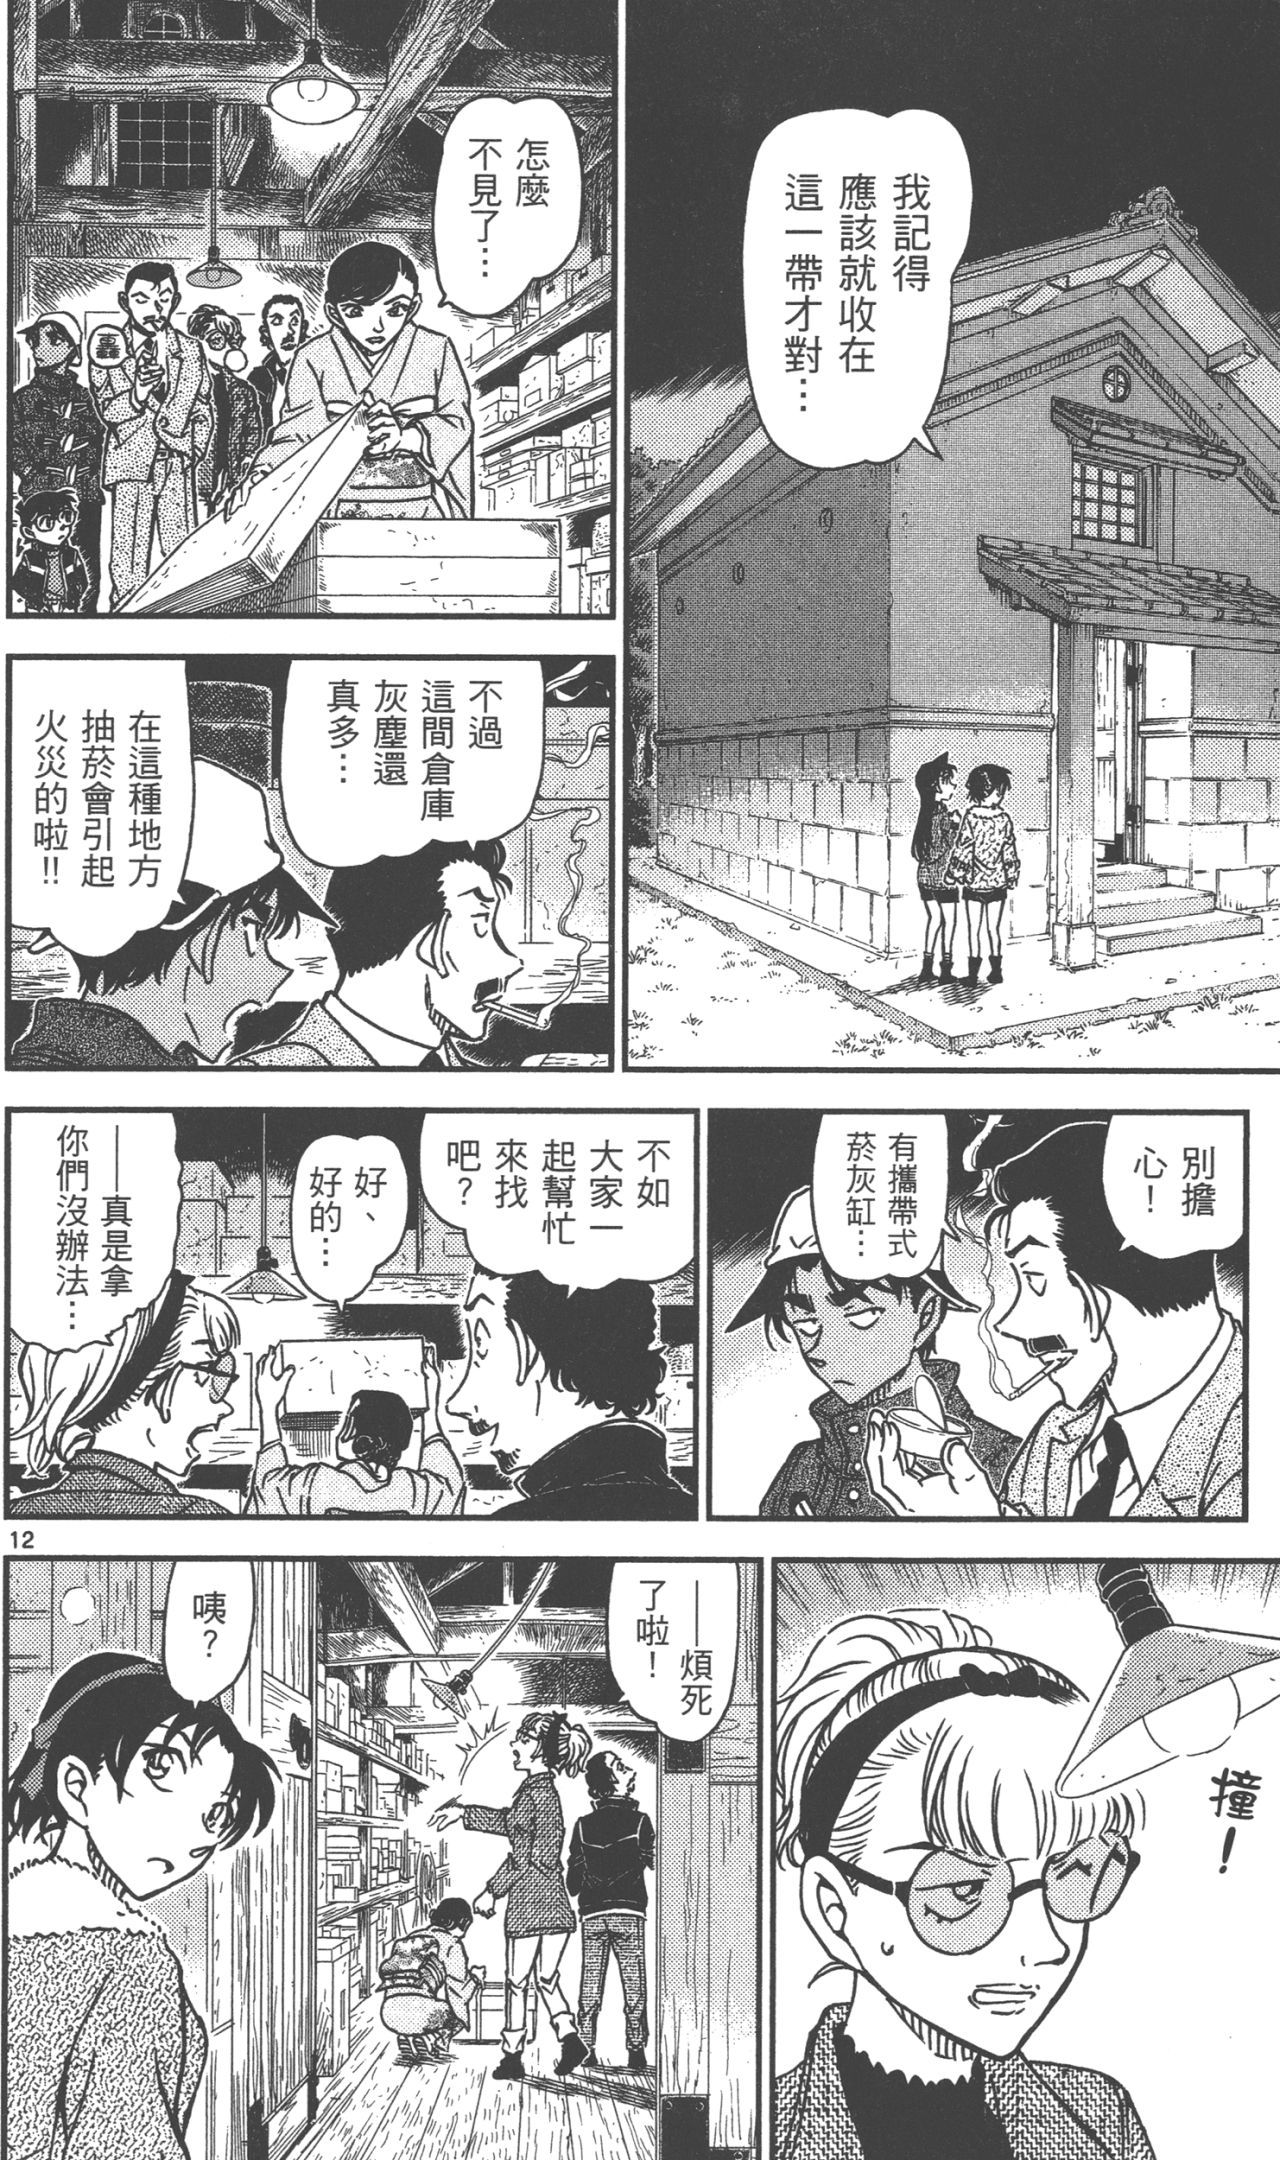 我記得
應該就收在
這一帶才對…
怎麼
不見了…
轟
不過
這間倉庫
灰塵還
真多…
在這種地方
抽菸會引起
火災的啦!!
別擔
心！
有攜帶式
菸灰缸…
不如
大家一
起幫忙
來找
吧？
好、
好的…
——真是拿
你們沒辦法…
12
撞！
——煩死
了啦！
咦？